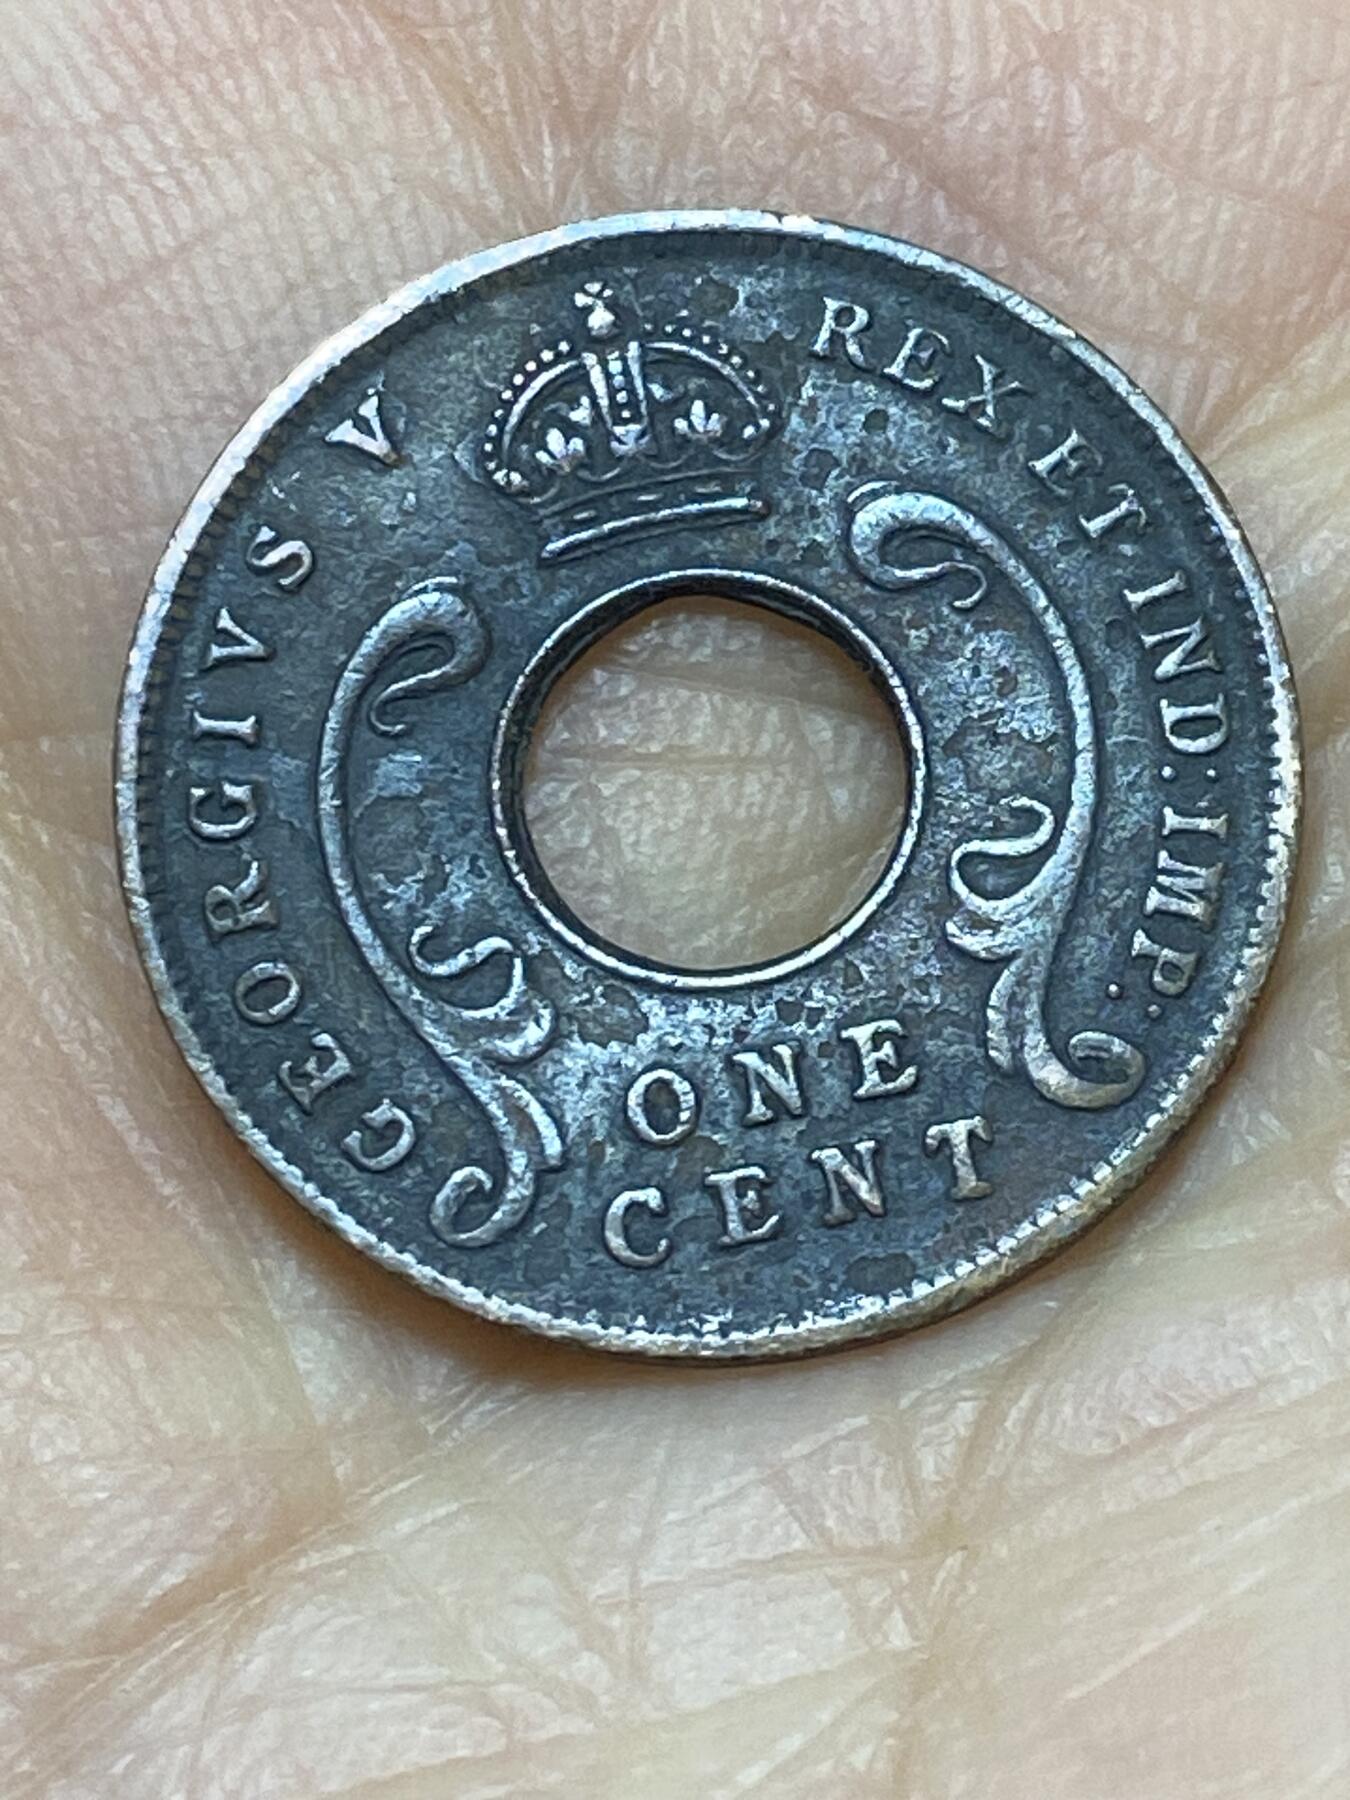 GEORGIVS V REX ET·IND:IMP:
ONE
CENT